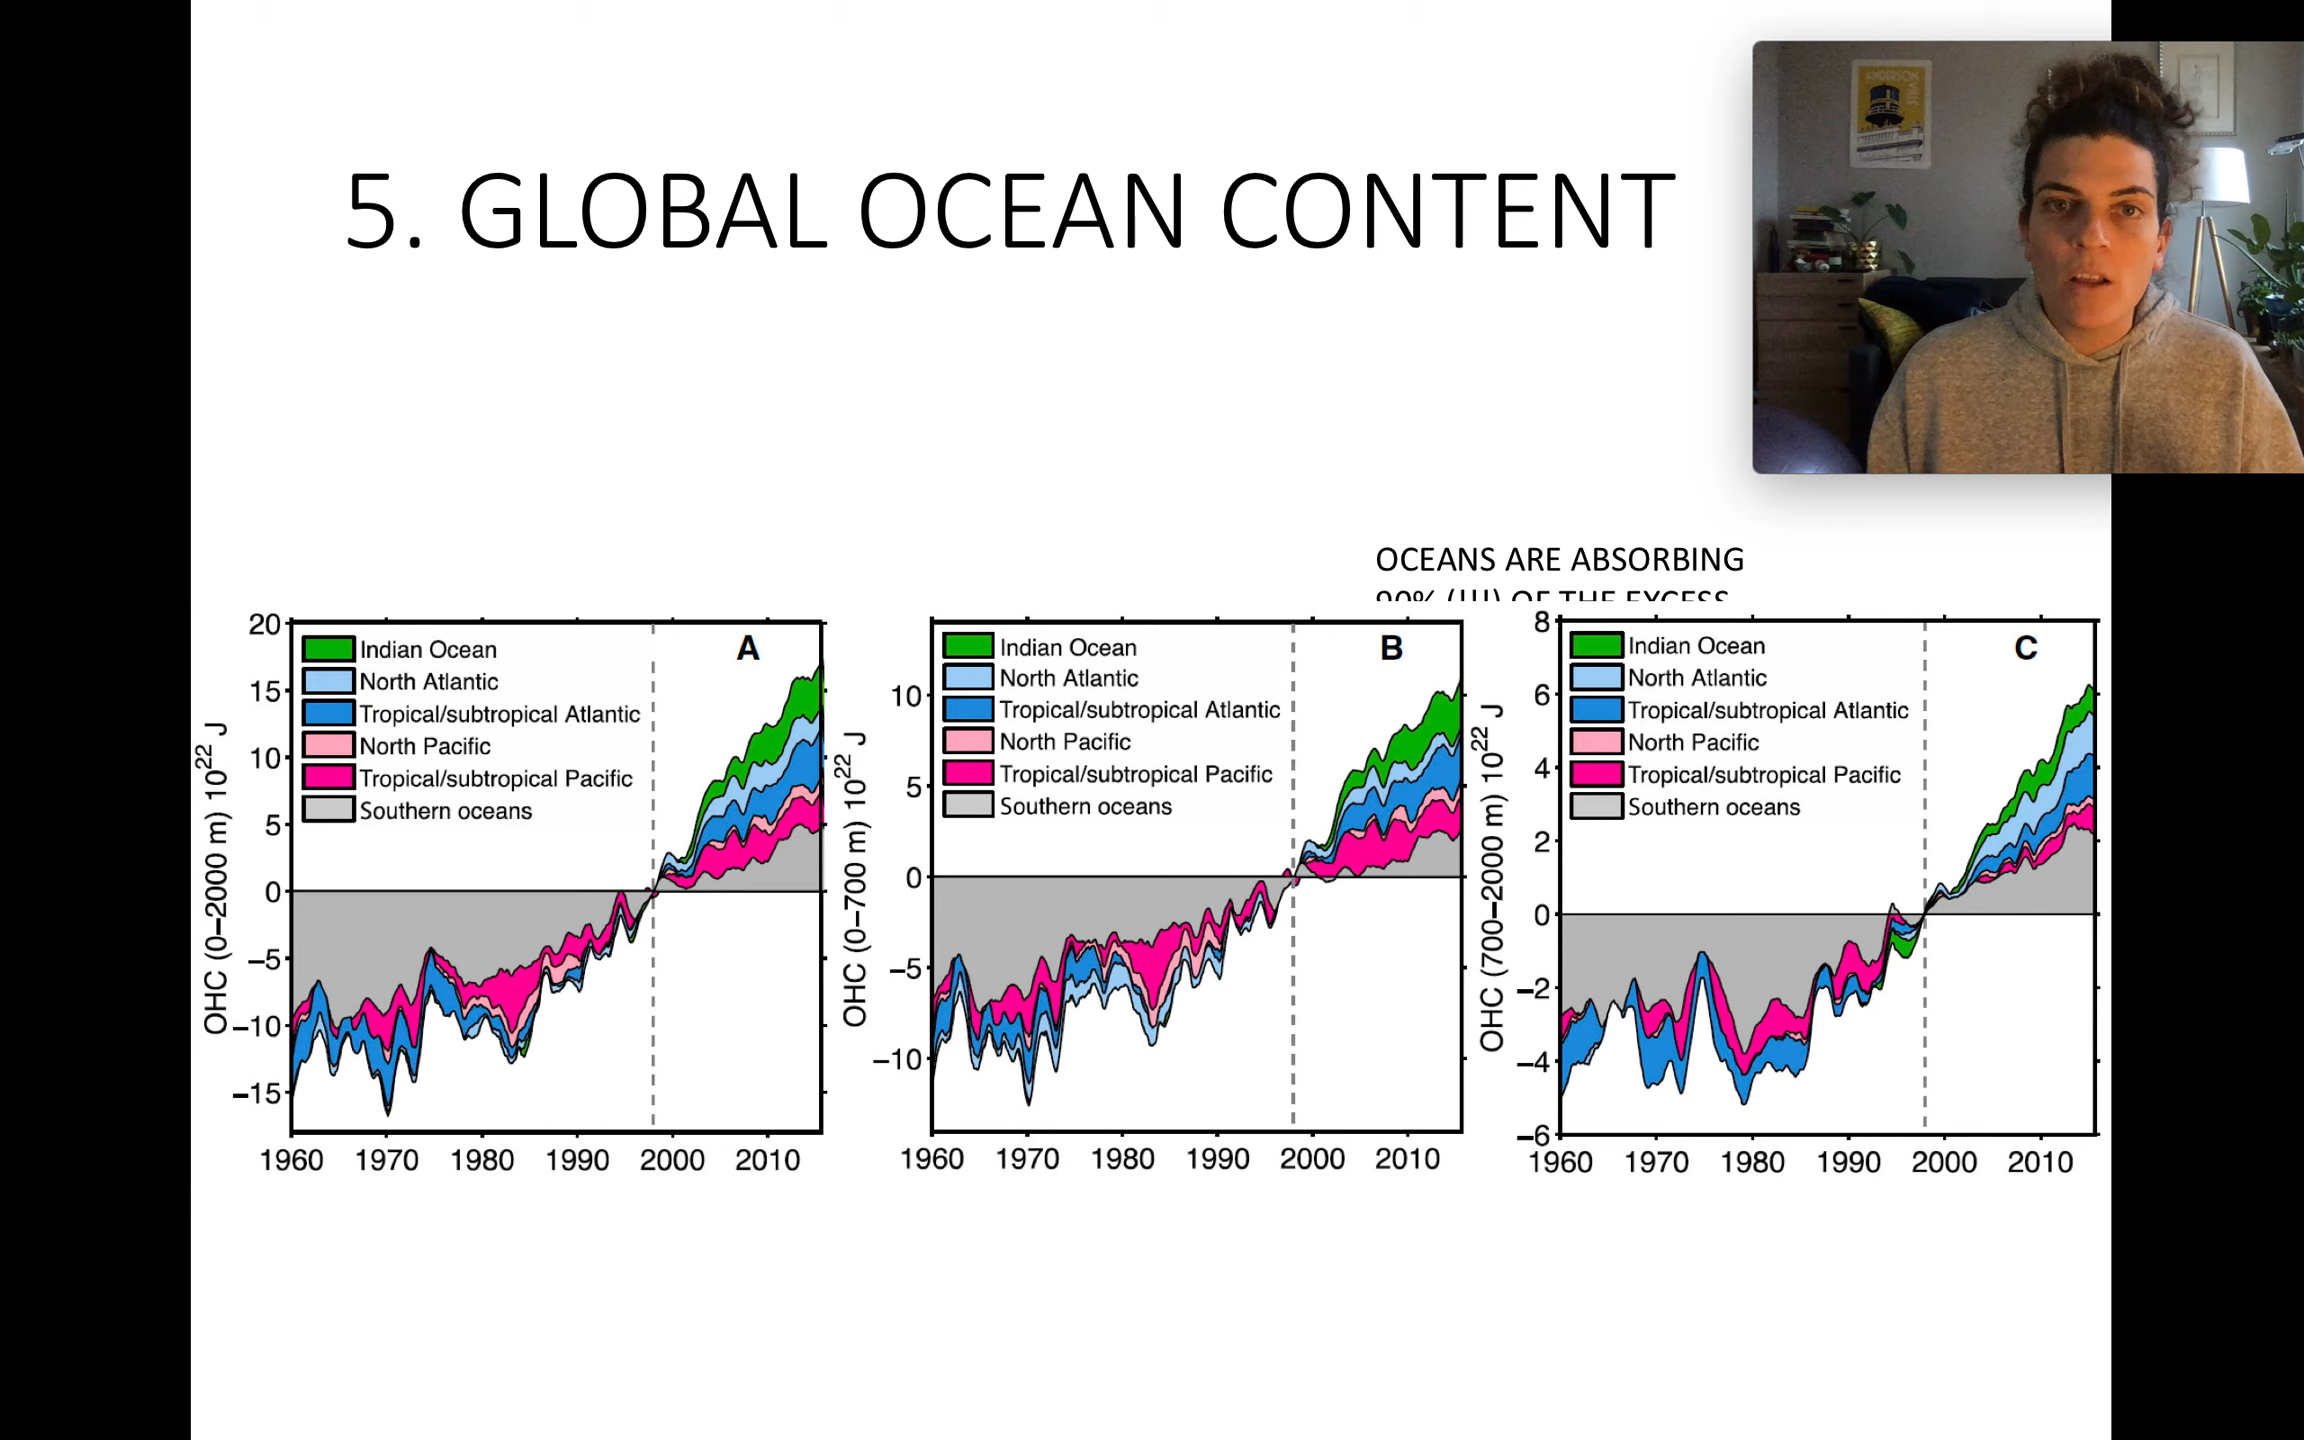 5. GLOBAL OCEAN CONTENT
ANDERSON
OCEANS ARE ABSORBING
90% (!!!) OF THE EXCESS
A
Indian Ocean
North Atlantic
Tropical/subtropical Atlantic
North Pacific
Tropical/subtropical Pacific
Southern oceans
OHC (0–2000 m) 10²² J
20
15
10
5
0
−5
−10
−15
1960 1970 1980 1990 2000 2010
B
Indian Ocean
North Atlantic
Tropical/subtropical Atlantic
North Pacific
Tropical/subtropical Pacific
Southern oceans
OHC (0–700 m) 10²² J
10
5
0
−5
−10
1960 1970 1980 1990 2000 2010
C
Indian Ocean
North Atlantic
Tropical/subtropical Atlantic
North Pacific
Tropical/subtropical Pacific
Southern oceans
OHC (700–2000 m) 10²² J
8
6
4
2
0
−2
−4
−6
1960 1970 1980 1990 2000 2010